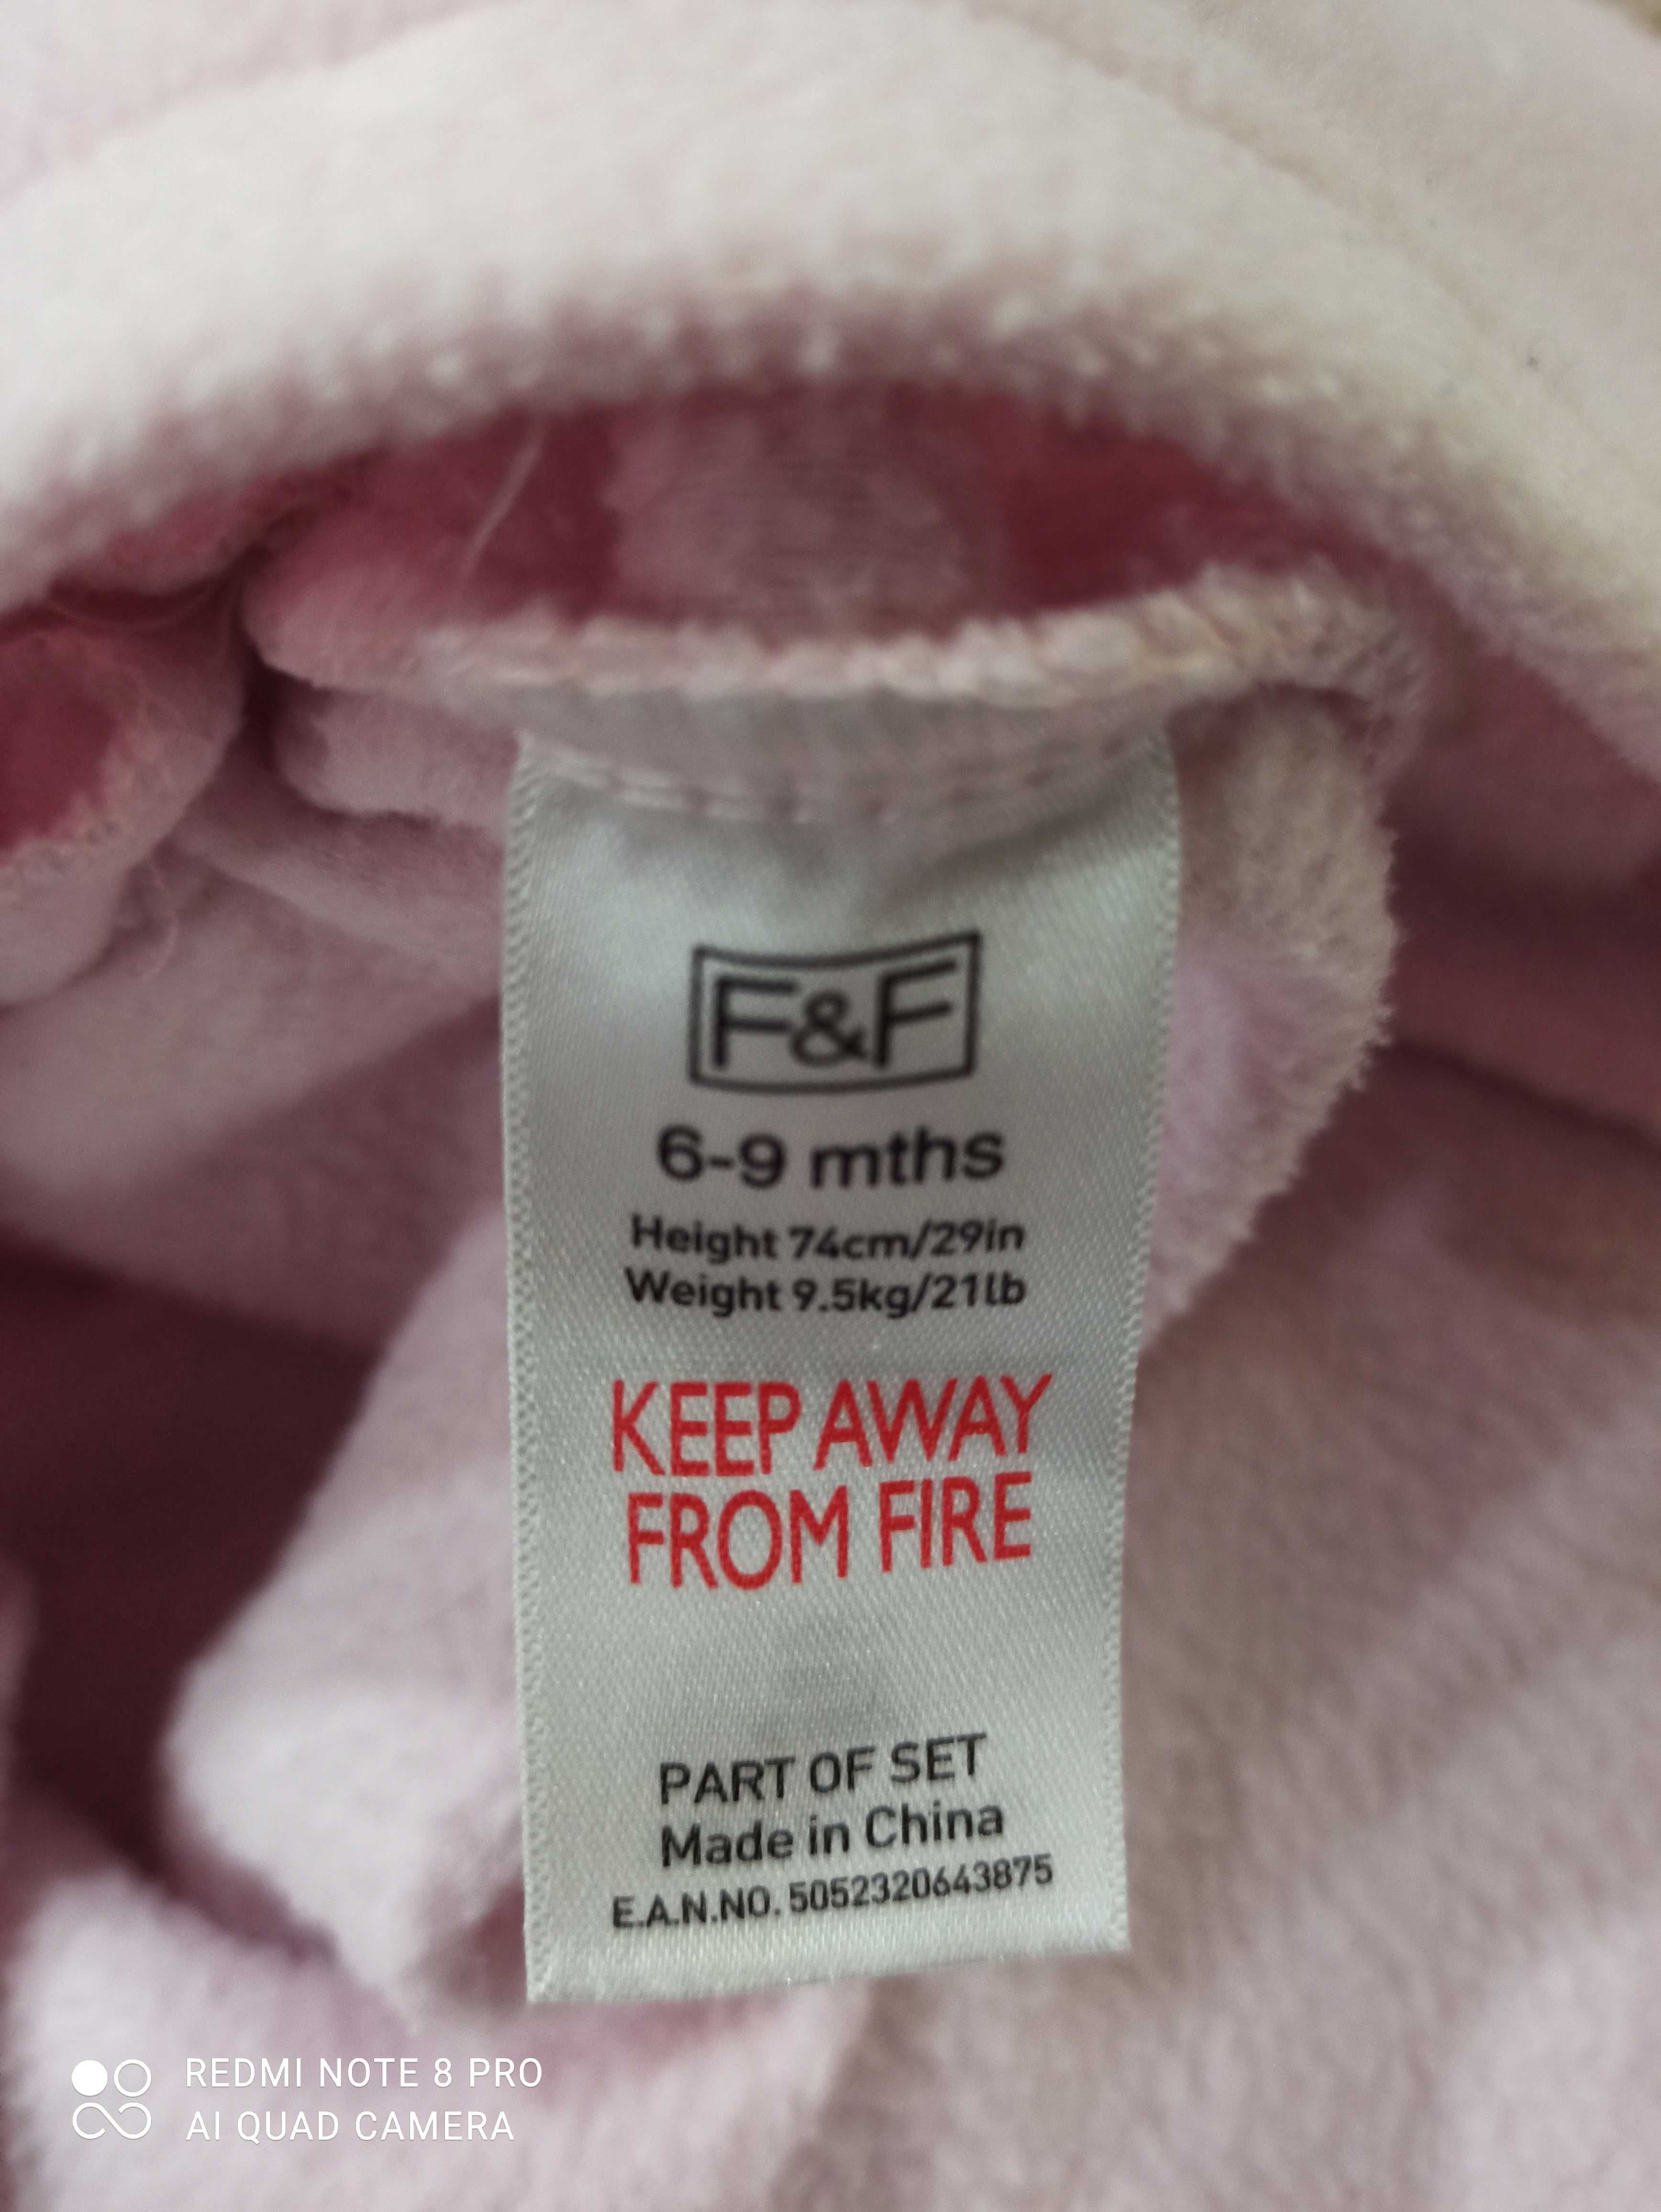 F&F
6-9 mths
Height 74cm/29in
Weight 9.5kg/21lb
KEEP AWAY
FROM FIRE
PART OF SET
Made in China
E.A.N.NO. 5052320643875
REDMI NOTE 8 PRO
AI QUAD CAMERA